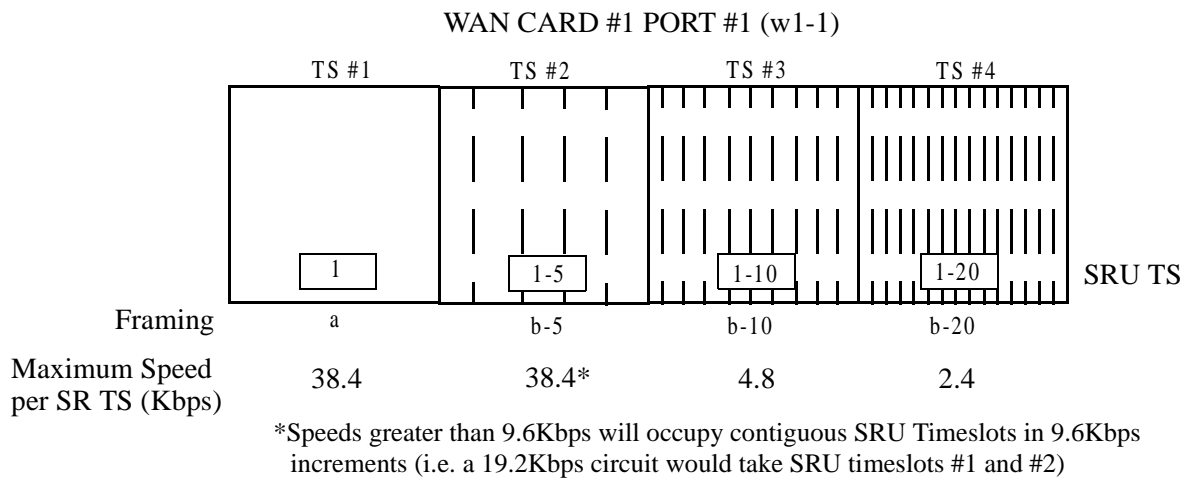 WAN CARD #1 PORT #1 (w1-1)
TS #1 TS #2 TS #3 TS #4
1 1-5 1-10 1-20 SRU TS
Framing a b-5 b-10 b-20
Maximum Speed
per SR TS (Kbps) 38.4 38.4* 4.8 2.4
*Speeds greater than 9.6Kbps will occupy contiguous SRU Timeslots in 9.6Kbps
increments (i.e. a 19.2Kbps circuit would take SRU timeslots #1 and #2)